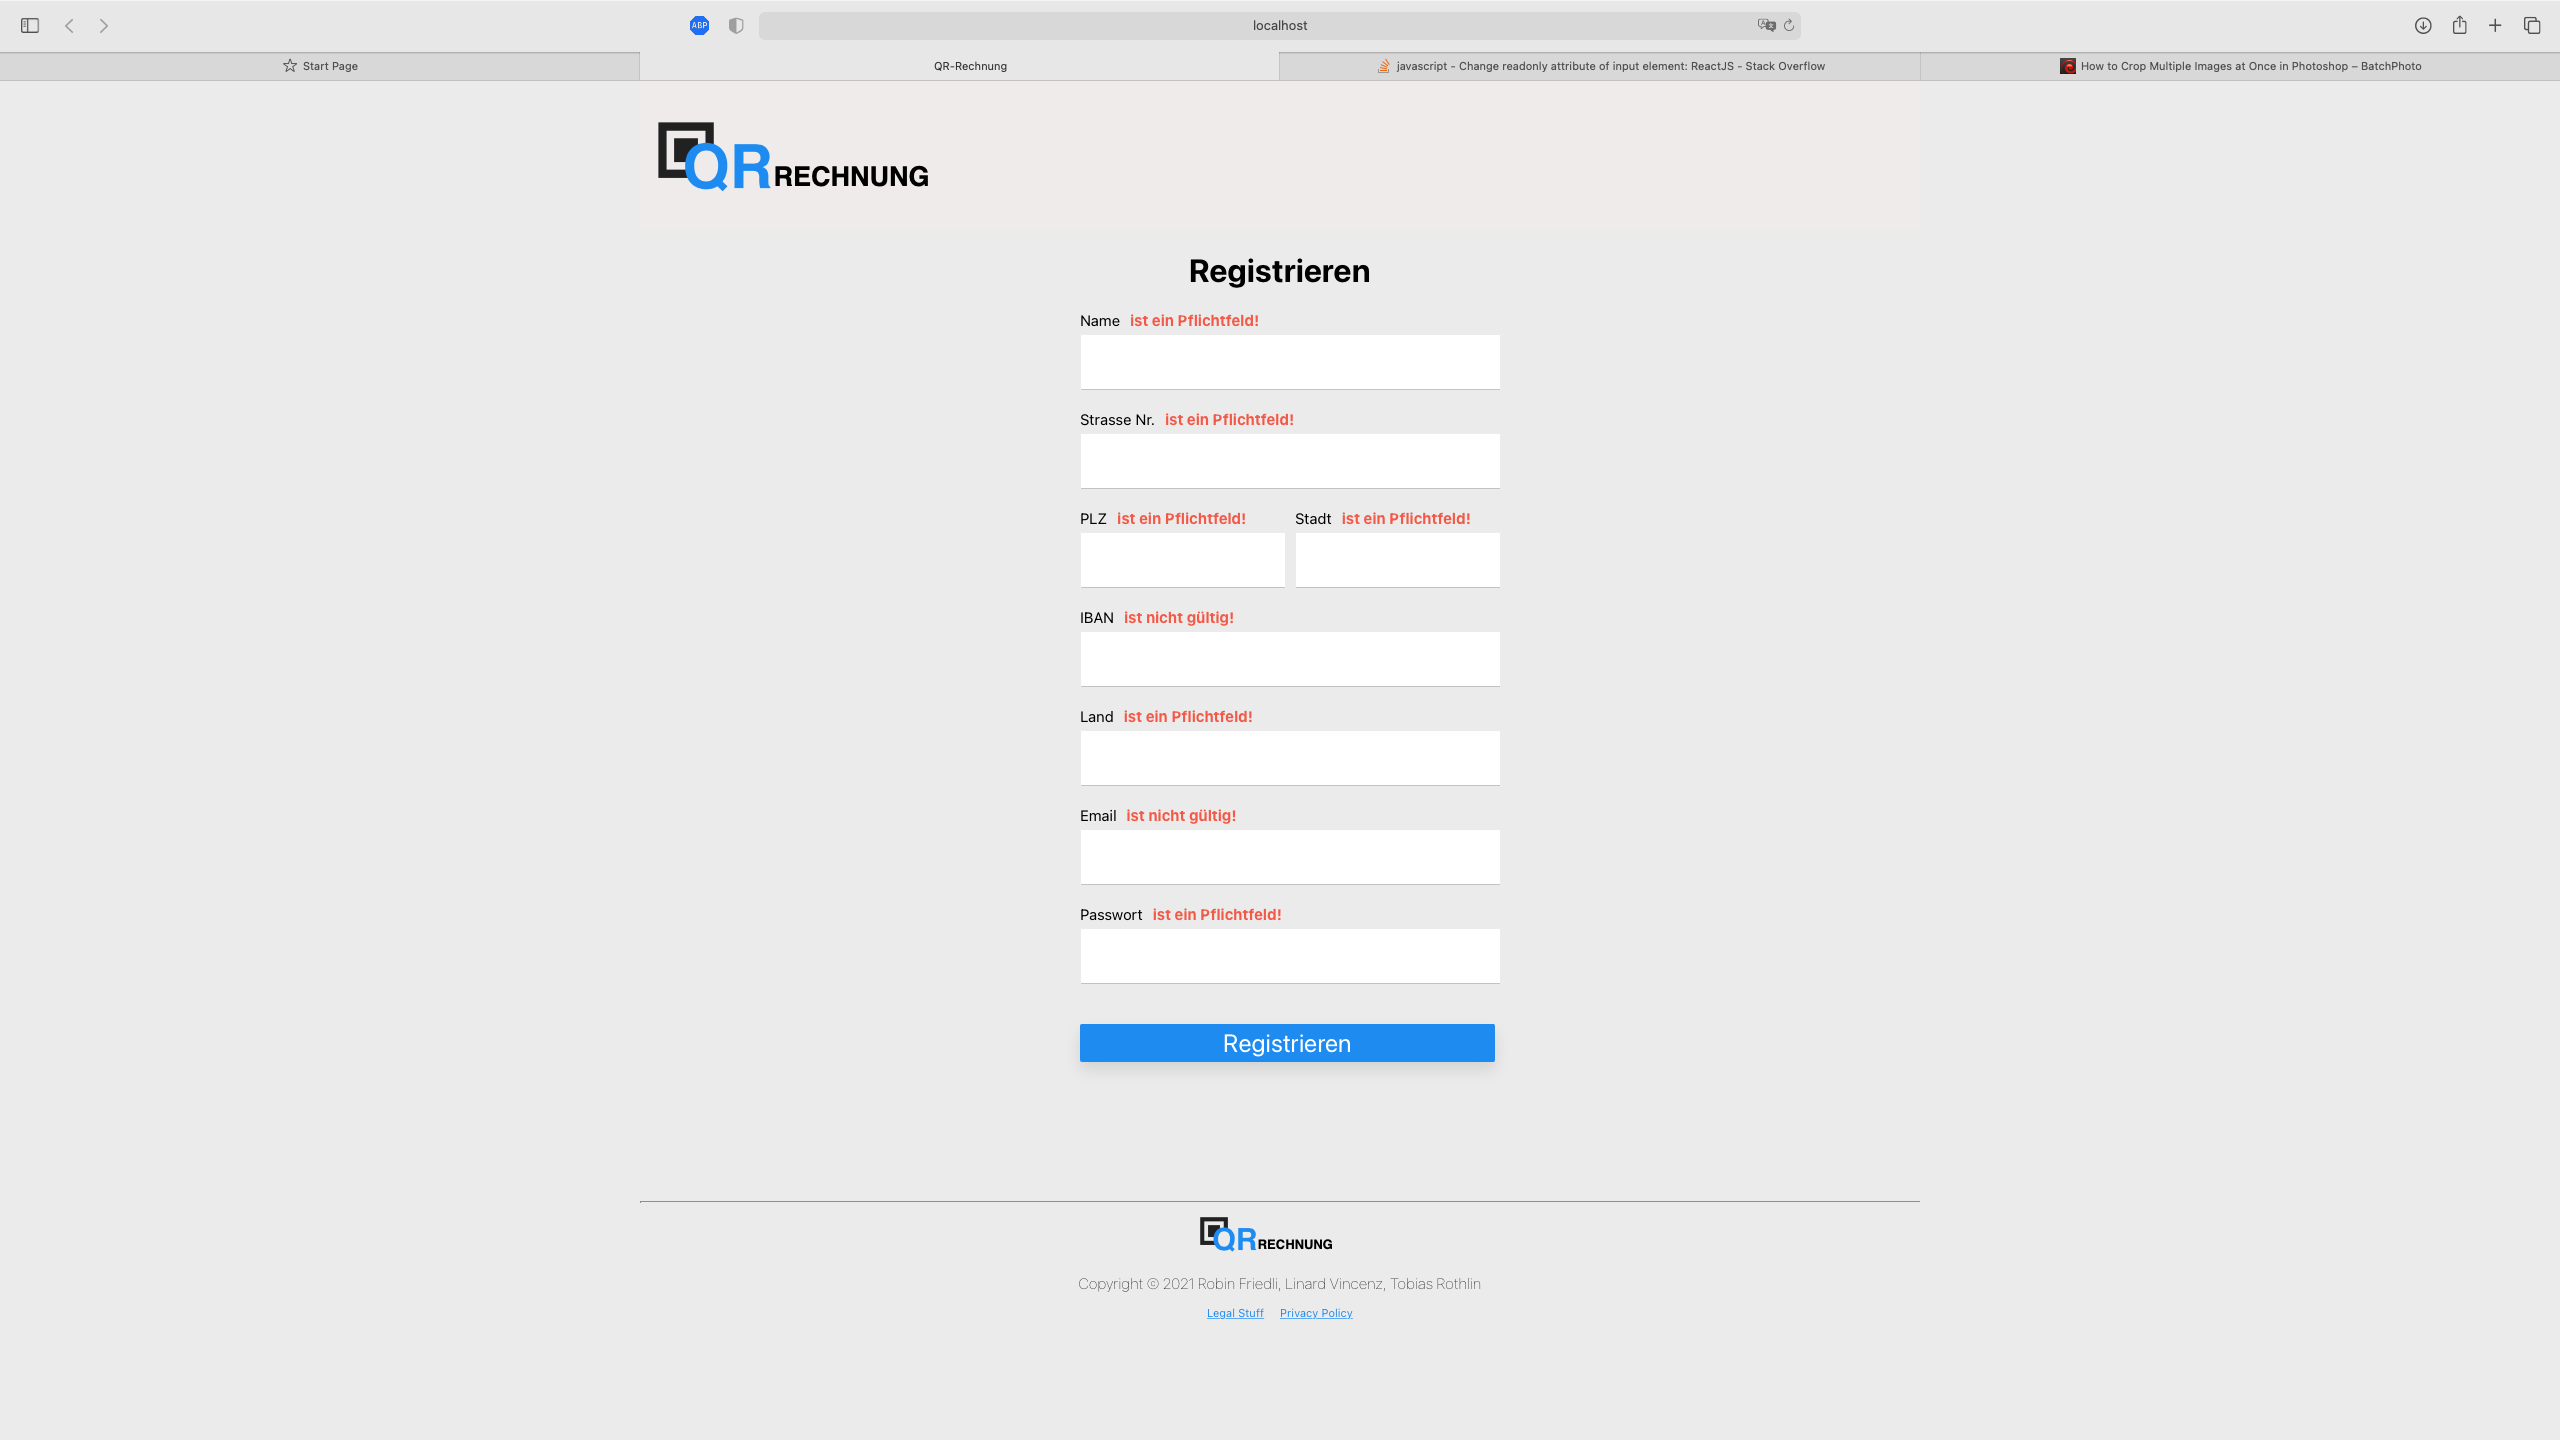 ABP
localhost
Start Page
QR-Rechnung
javascript - Change readonly attribute of input element: ReactJS - Stack Overflow
How to Crop Multiple Images at Once in Photoshop – BatchPhoto
QR RECHNUNG
Registrieren
Name ist ein Pflichtfeld!
Strasse Nr. ist ein Pflichtfeld!
PLZ ist ein Pflichtfeld! Stadt ist ein Pflichtfeld!
IBAN ist nicht gültig!
Land ist ein Pflichtfeld!
Email ist nicht gültig!
Passwort ist ein Pflichtfeld!
Registrieren
QR RECHNUNG
Copyright © 2021 Robin Friedli, Linard Vincenz, Tobias Rothlin
Legal Stuff Privacy Policy